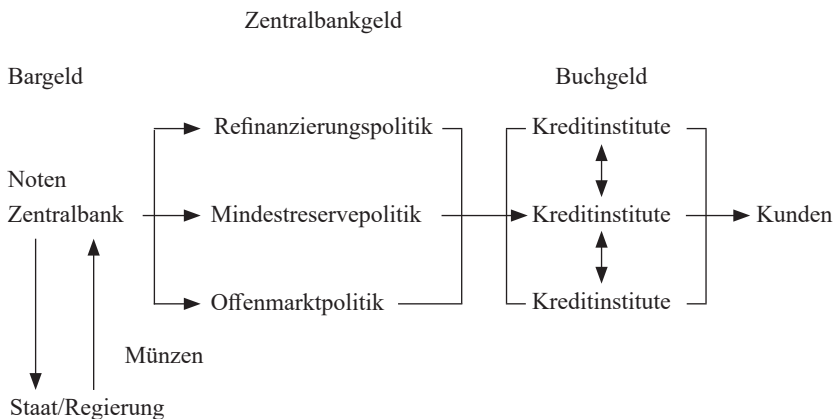 Zentralbankgeld
Bargeld Buchgeld
Refinanzierungspolitik Kreditinstitute
Noten
Zentralbank Mindestreservepolitik Kreditinstitute Kunden
Offenmarktpolitik Kreditinstitute
Münzen
Staat/Regierung